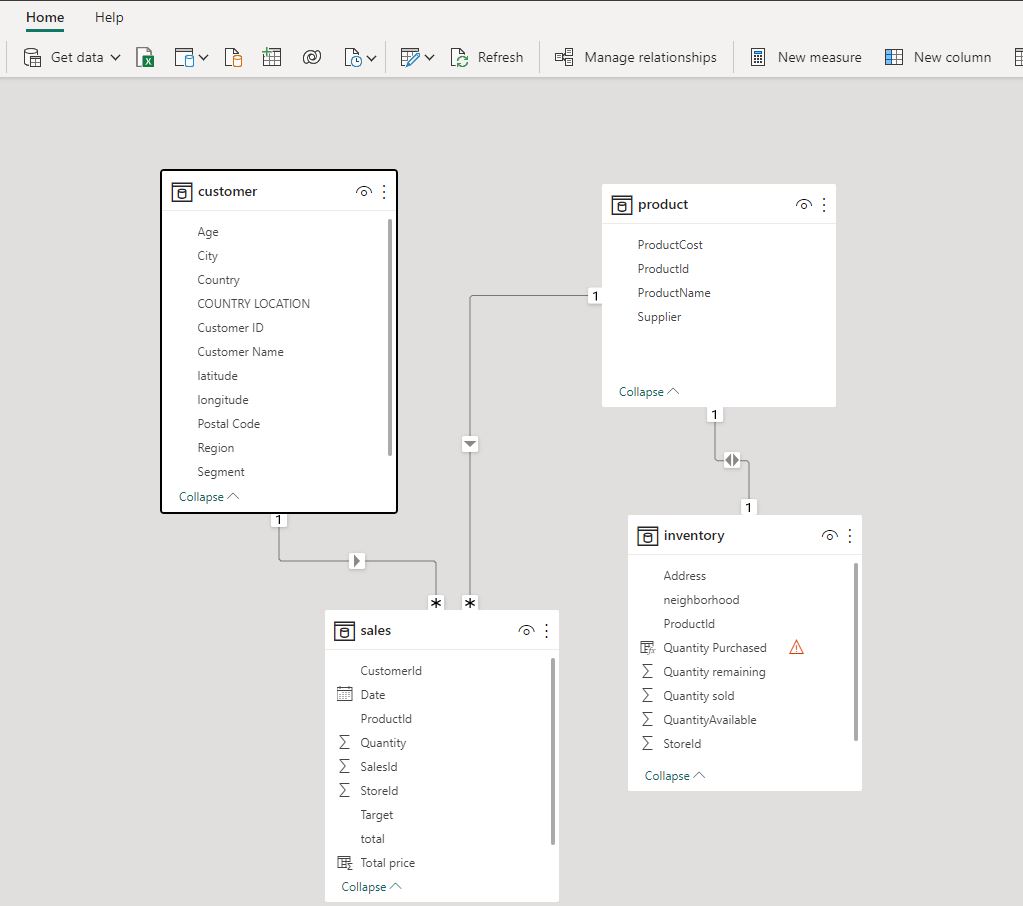 Home Help
Get data Refresh Manage relationships New measure New column
customer
Age
City
Country
COUNTRY LOCATION
Customer ID
Customer Name
latitude
longitude
Postal Code
Region
Segment
Collapse
1
product
ProductCost
ProductId
ProductName
Supplier
Collapse
1
1
1
inventory
Address
neighborhood
ProductId
Quantity Purchased
Quantity remaining
Quantity sold
QuantityAvailable
StoreId
Collapse
* *
sales
CustomerId
Date
ProductId
Quantity
SalesId
StoreId
Target
total
Total price
Collapse